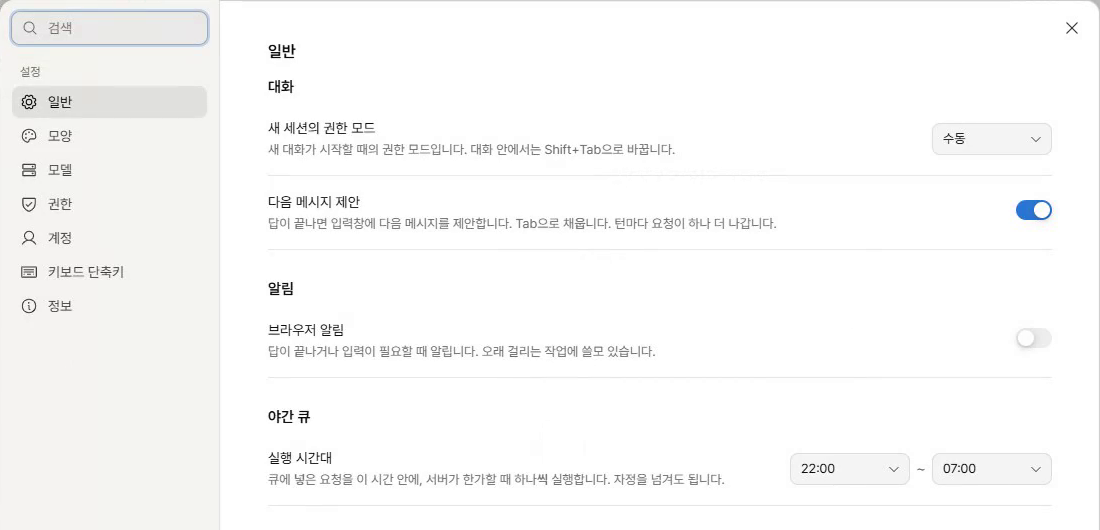 검색
설정
일반
모양
모델
권한
계정
키보드 단축키
정보
일반
대화
새 세션의 권한 모드
새 대화가 시작할 때의 권한 모드입니다. 대화 안에서는 Shift+Tab으로 바꿉니다.
수동
다음 메시지 제안
답이 끝나면 입력창에 다음 메시지를 제안합니다. Tab으로 채웁니다. 턴마다 요청이 하나 더 나갑니다.
알림
브라우저 알림
답이 끝나거나 입력이 필요할 때 알립니다. 오래 걸리는 작업에 쓸모 있습니다.
야간 큐
실행 시간대
큐에 넣은 요청을 이 시간 안에, 서버가 한가할 때 하나씩 실행합니다. 자정을 넘겨도 됩니다.
22:00 ~ 07:00